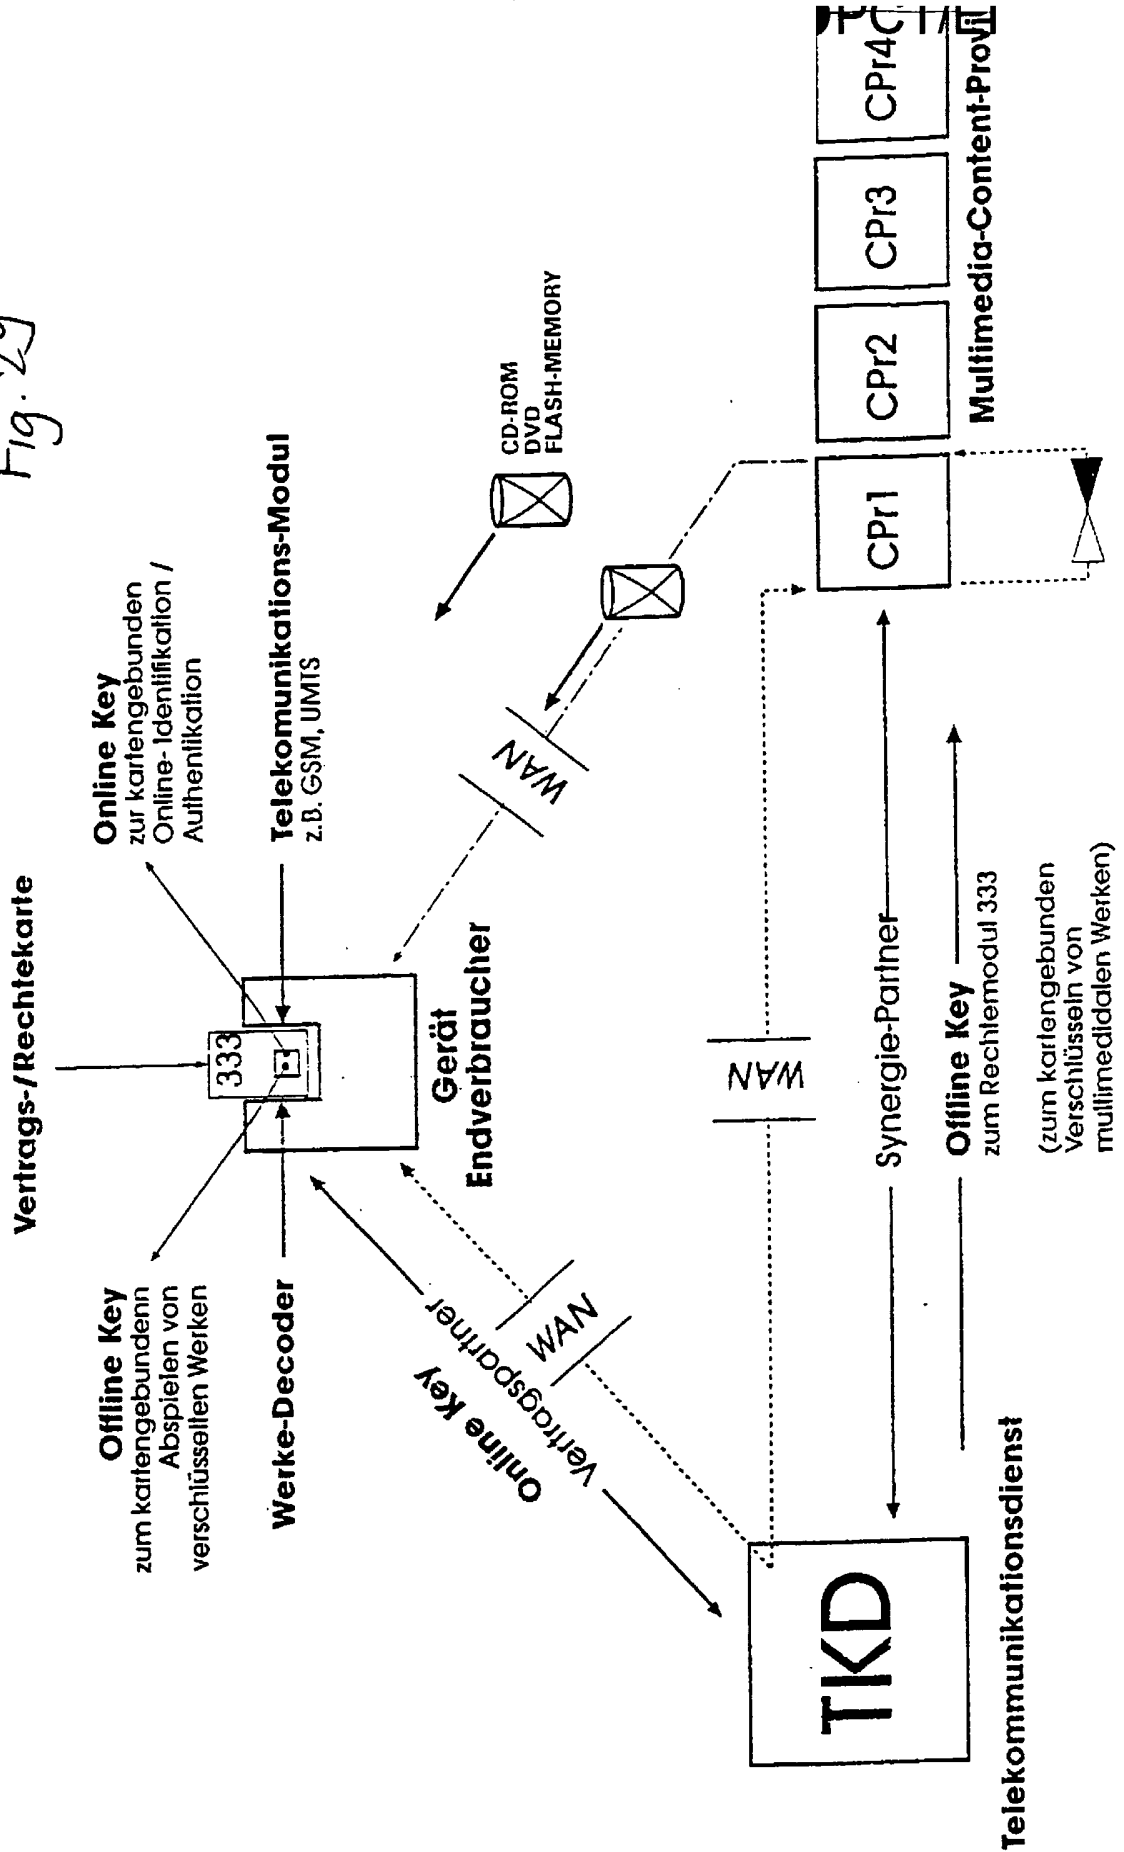 Fig. 29
Vertrags-/Rechtekarte
Offline Key
zum kartengebundenn
Abspielen von
verschlüsselten Werken
Online Key
zur kartengebunden
Online-Identifikation /
Authentikation
333
Werke-Decoder
Telekomunikations-Modul
z.B. GSM, UMTS
Gerät
Endverbraucher
CD-ROM
DVD
FLASH-MEMORY
Online Key
Vertragspartner
WAN
WAN
WAN
TKD
Telekommunikationsdienst
Synergie-Partner
Offline Key
zum Rechtemodul 333
(zum kartengebunden
Verschlüsseln von
multimedidalen Werken)
CPr1
CPr2
CPr3
CPr4
Multimedia-Content-Provi